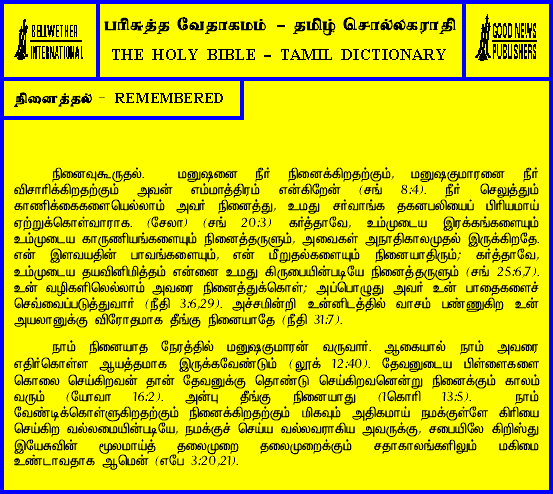 BELLWETHER
INTERNATIONAL
பரிசுத்த வேதாகமம் - தமிழ் சொல்லகராதி
THE HOLY BIBLE - TAMIL DICTIONARY
GOOD NEWS
PUBLISHERS
நினைத்தல் - REMEMBERED
நினைவுகூருதல். மனுஷனை நீர் நினைக்கிறதற்கும், மனுஷகுமாரனை நீர்
விசாரிக்கிறதற்கும் அவன் எம்மாத்திரம் என்கிறேன் (சங் 8:4). நீர் செலுத்தும்
காணிக்கைகளையெல்லாம் அவர் நினைத்து, உமது சர்வாங்க தகனபலியைப் பிரியமாய்
ஏற்றுக்கொள்வாராக. (சேலா) (சங் 20:3) கர்த்தாவே, உம்முடைய இரக்கங்களையும்
உம்முடைய காருணியங்களையும் நினைத்தருளும், அவைகள் அநாதிகாலமுதல் இருக்கிறதே.
என் இளவயதின் பாவங்களையும், என் மீறுதல்களையும் நினையாதிரும்; கர்த்தாவே,
உம்முடைய தயவினிமித்தம் என்னை உமது கிருபையின்படியே நினைத்தருளும் (சங் 25:6,7).
உன் வழிகளிலெல்லாம் அவரை நினைத்துக்கொள்; அப்பொழுது அவர் உன் பாதைகளைச்
செவ்வைப்படுத்துவார் (நீதி 3:6,29). அச்சமின்றி உன்னிடத்தில் வாசம் பண்ணுகிற உன்
அயலானுக்கு விரோதமாக தீங்கு நினையாதே (நீதி 31:7).
நாம் நினையாத நேரத்தில் மனுஷகுமாரன் வருவார். ஆகையால் நாம் அவரை
எதிர்கொள்ள ஆயத்தமாக இருக்கவேண்டும் (லூக் 12:40). தேவனுடைய பிள்ளைகளை
கொலை செய்கிறவன் தான் தேவனுக்கு தொண்டு செய்கிறவனென்று நினைக்கும் காலம்
வரும் (யோவா 16:2). அன்பு தீங்கு நினையாது (1கொரி 13:5). நாம்
வேண்டிக்கொள்ளுகிறதற்கும் நினைக்கிறதற்கும் மிகவும் அதிகமாய் நமக்குள்ளே கிரியை
செய்கிற வல்லமையின்படியே, நமக்குச் செய்ய வல்லவராகிய அவருக்கு, சபையிலே கிறிஸ்து
இயேசுவின் மூலமாய்த் தலைமுறை தலைமுறைக்கும் சதாகாலங்களிலும் மகிமை
உண்டாவதாக ஆமென் (எபே 3:20,21).